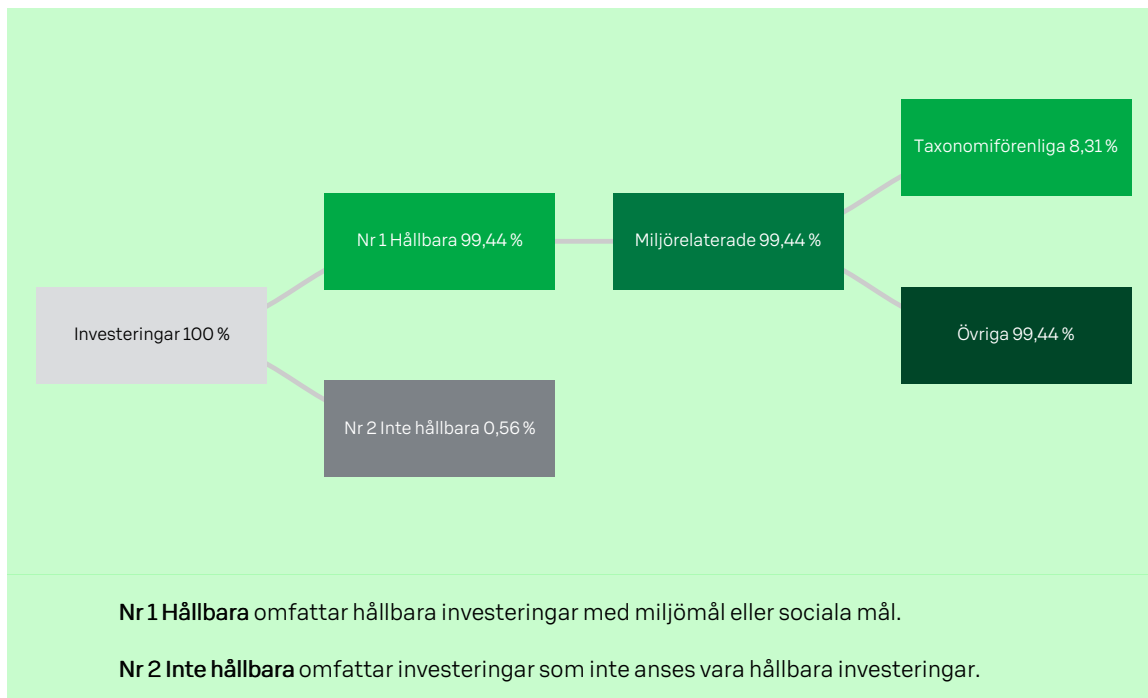 Taxonomiförenliga 8,31 %
Nr 1 Hållbara 99,44 %
Miljörelaterade 99,44 %
Investeringar 100 %
Övriga 99,44 %
Nr 2 Inte hållbara 0,56 %
Nr 1 Hållbara omfattar hållbara investeringar med miljömål eller sociala mål.
Nr 2 Inte hållbara omfattar investeringar som inte anses vara hållbara investeringar.